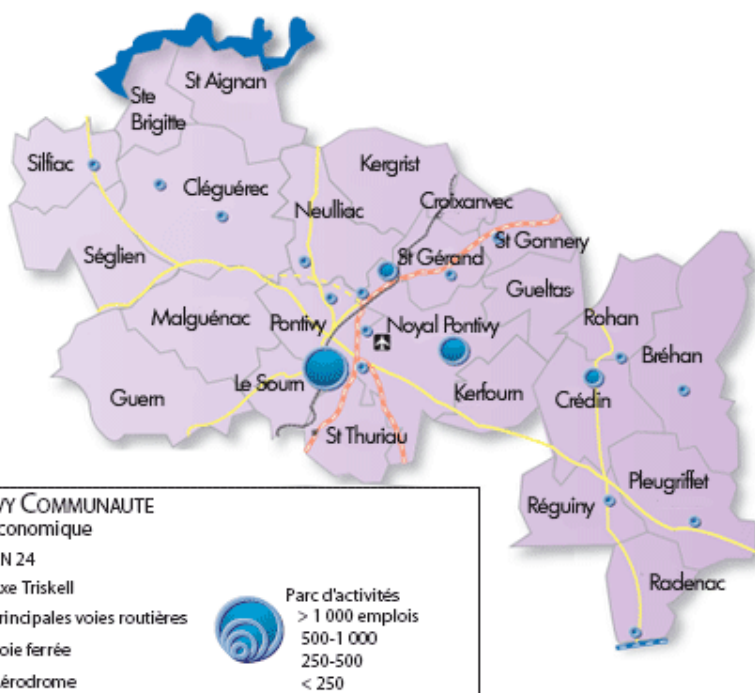 St Aignan
Ste
Brigitte
Silfiac
Kergrist
Cléguérec
Croixanvec
Neulliac
St Gonnery
Séglien
St Gérand
Gueltas
Malguénac
Pontivy
Noyal Pontivy
Rohan
Bréhan
Le Sourn
Guern
Kerfourn
Crédin
St Thuriau
Pleugriffet
Réguiny
Radenac
VY COMMUNAUTE
conomique
N 24
xe Triskell
rincipales voies routières
oie ferrée
érodrome
Parc d'activités
> 1 000 emplois
500-1 000
250-500
< 250